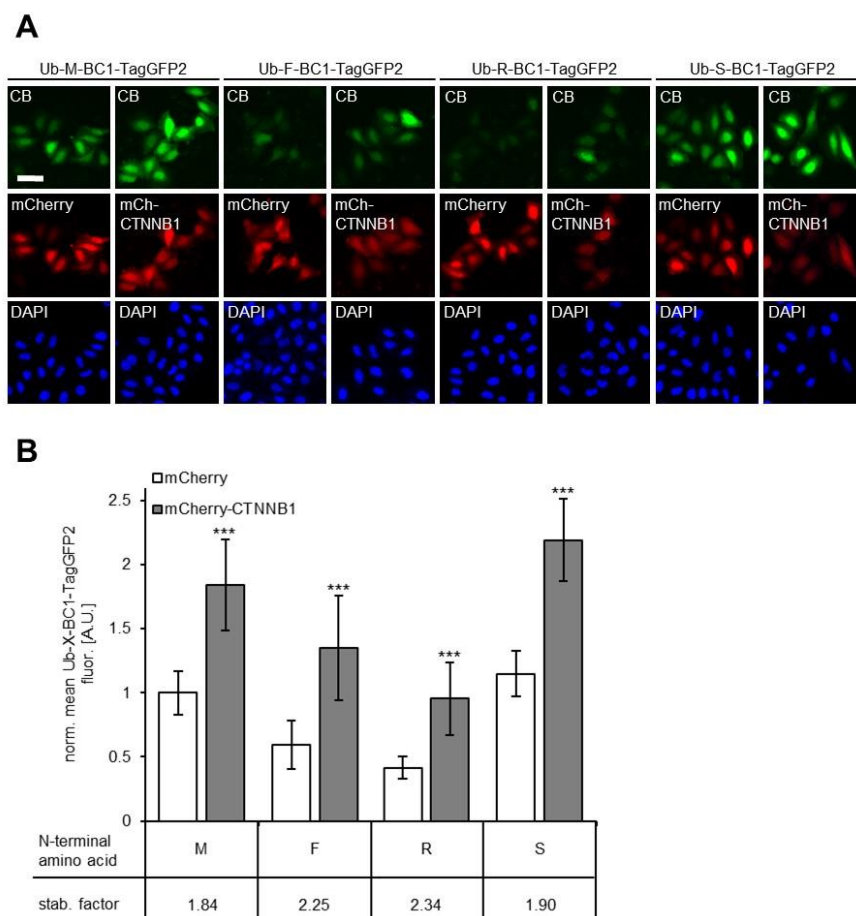 A
Ub-M-BC1-TagGFP2 Ub-F-BC1-TagGFP2 Ub-R-BC1-TagGFP2 Ub-S-BC1-TagGFP2
CB CB CB CB CB CB CB CB
mCherry mCh- mCherry mCh- mCherry mCh- mCherry mCh-
CTNNB1 CTNNB1 CTNNB1 CTNNB1
DAPI DAPI DAPI DAPI DAPI DAPI DAPI DAPI
B
mCherry
mCherry-CTNNB1
norm. mean Ub-X-BC1-TagGFP2
fluor. [A.U.]
2.5
2
1.5
1
0.5
0
*** *** *** ***
N-terminal
amino acid M F R S
stab. factor 1.84 2.25 2.34 1.90